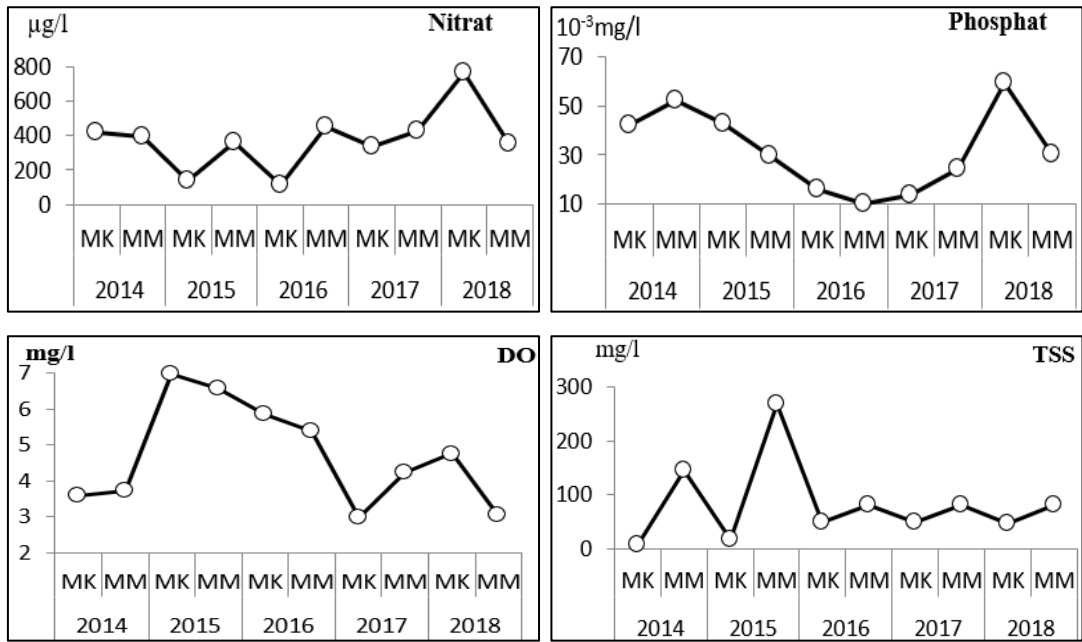 µg/l Nitrat
800
600
400
200
0
MK MM MK MM MK MM MK MM MK MM
2014 2015 2016 2017 2018
10⁻³mg/l Phosphat
70
50
30
10
MK MM MK MM MK MM MK MM MK MM
2014 2015 2016 2017 2018
mg/l DO
7
6
5
4
3
2
MK MM MK MM MK MM MK MM MK MM
2014 2015 2016 2017 2018
mg/l TSS
300
200
100
0
MK MM MK MM MK MM MK MM MK MM
2014 2015 2016 2017 2018